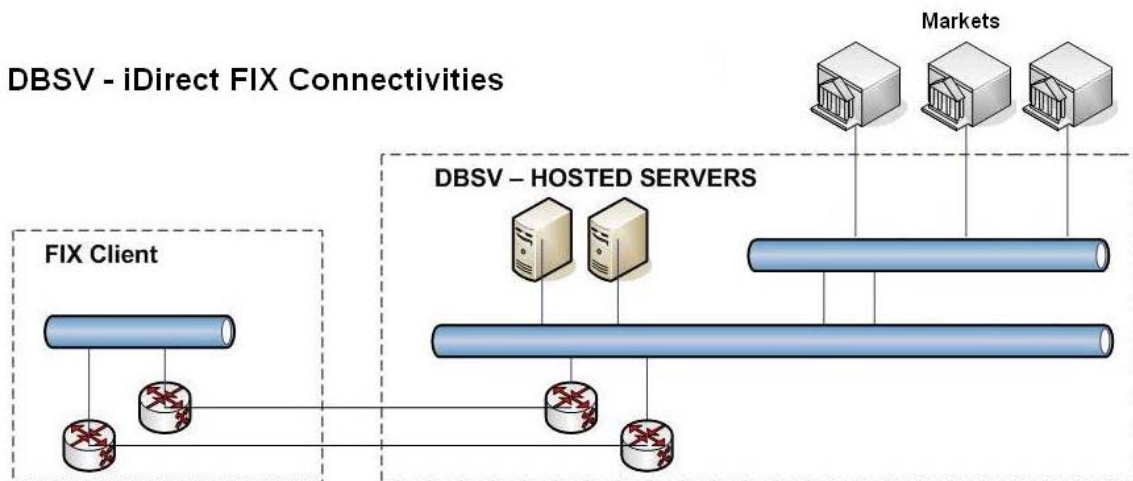 Markets
DBSV - iDirect FIX Connectivities
DBSV – HOSTED SERVERS
FIX Client